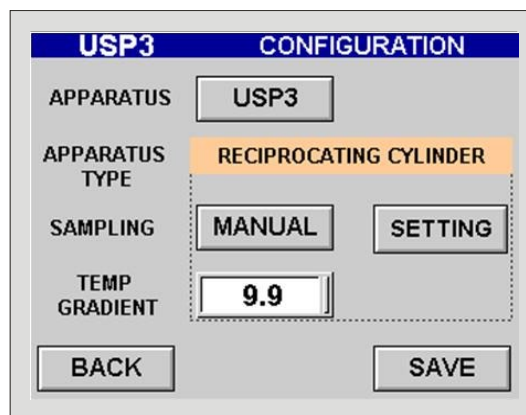 USP3 CONFIGURATION
APPARATUS USP3
APPARATUS TYPE RECIPROCATING CYLINDER
SAMPLING MANUAL SETTING
TEMP GRADIENT 9.9
BACK SAVE